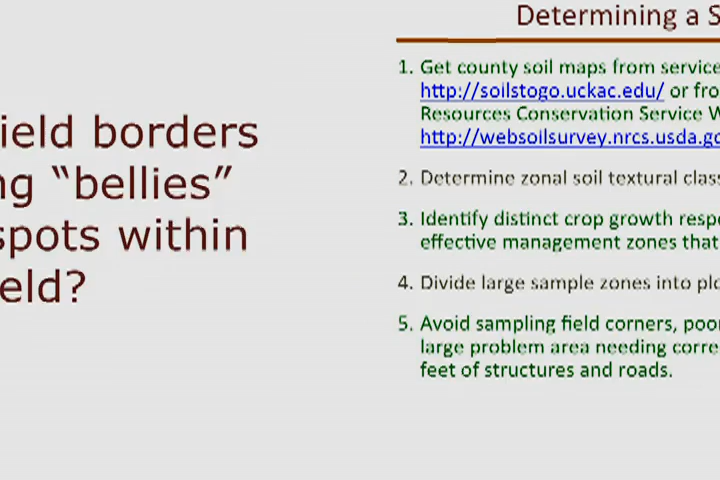 ield borders
ng “bellies”
spots within
eld?
Determining a S
1. Get county soil maps from service
http://soilstogo.uckac.edu/ or fro
Resources Conservation Service W
http://websoilsurvey.nrcs.usda.go
2. Determine zonal soil textural clas
3. Identify distinct crop growth resp
effective management zones that
4. Divide large sample zones into plo
5. Avoid sampling field corners, poor
large problem area needing corre
feet of structures and roads.